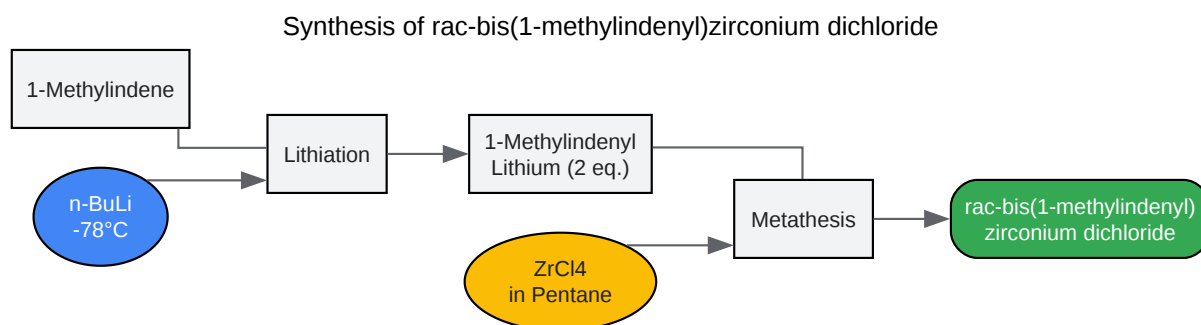 Synthesis of rac-bis(1-methylindenyl)zirconium dichloride
1-Methylindene
n-BuLi
-78°C
Lithiation
1-Methylindenyl
Lithium (2 eq.)
ZrCl4
in Pentane
Metathesis
rac-bis(1-methylindenyl)
zirconium dichloride